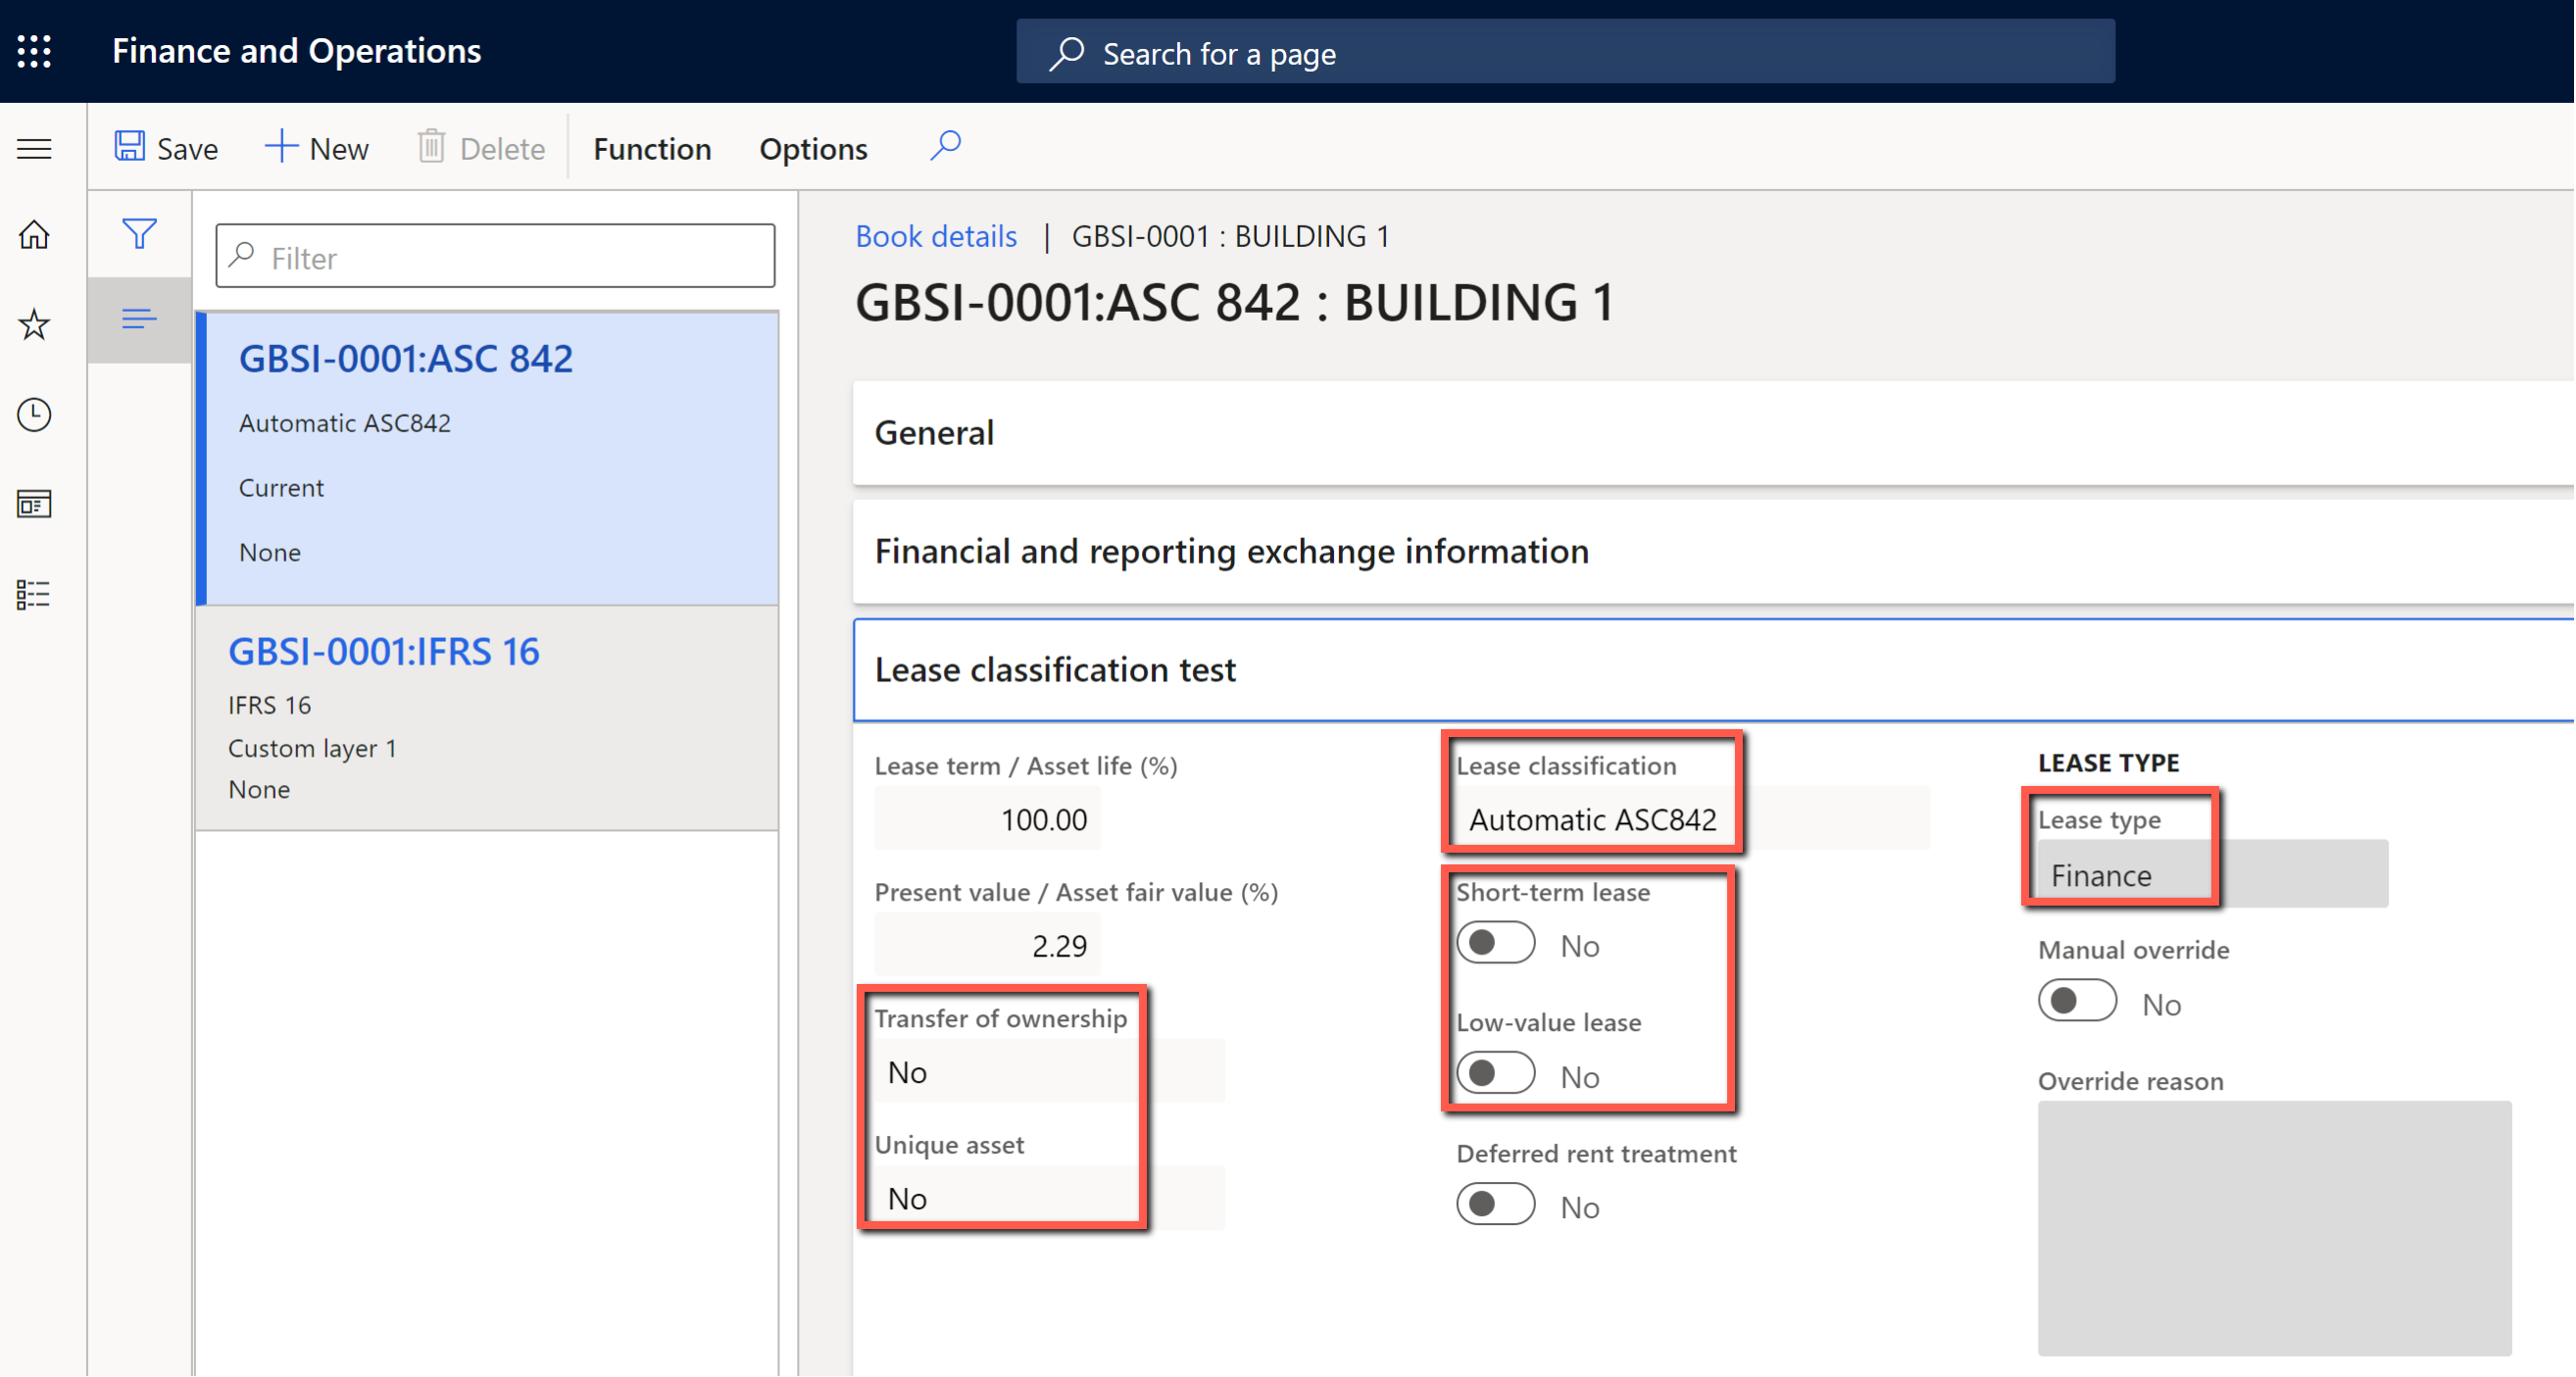 Finance and Operations
Search for a page
Save
New
Delete
Function
Options
Filter
GBSI-0001:ASC 842
Automatic ASC842
Current
None
GBSI-0001:IFRS 16
IFRS 16
Custom layer 1
None
Book details | GBSI-0001 : BUILDING 1
GBSI-0001:ASC 842 : BUILDING 1
General
Financial and reporting exchange information
Lease classification test
Lease term / Asset life (%)
100.00
Present value / Asset fair value (%)
2.29
Transfer of ownership
No
Unique asset
No
Lease classification
Automatic ASC842
Short-term lease
No
Low-value lease
No
Deferred rent treatment
No
LEASE TYPE
Lease type
Finance
Manual override
No
Override reason